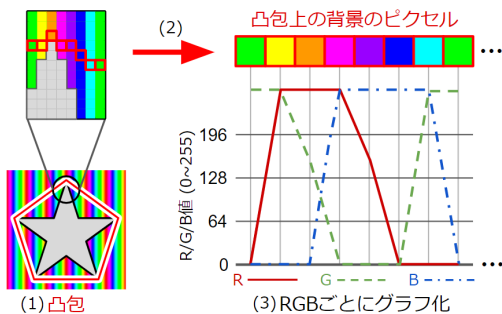 (2)
凸包上の背景のピクセル
…
R/G/B値 (0~255)
196
128
64
0
…
R
G
B
(1) 凸包
(3) RGBごとにグラフ化